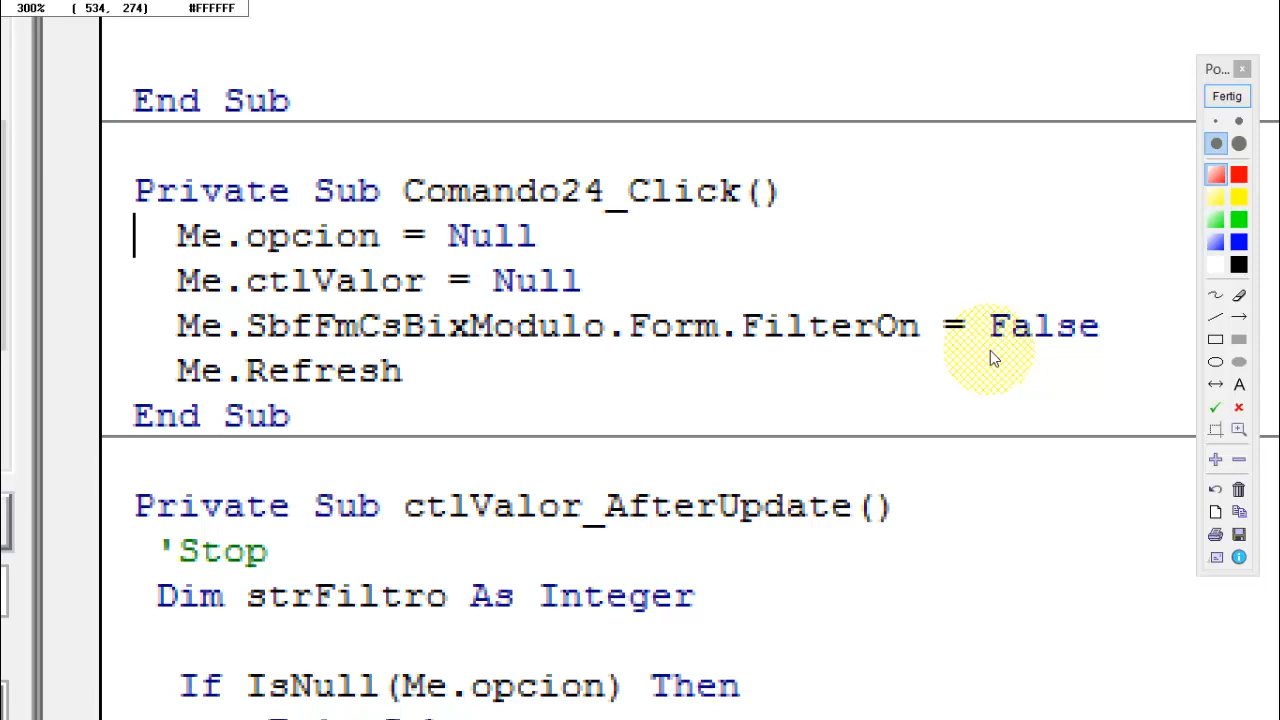 300% ( 534, 274) #FFFFFF
Po...
Fertig
A
End Sub
Private Sub Comando24_Click()
Me.opcion = Null
Me.ctlValor = Null
Me.SbfFmCsBixModulo.Form.FilterOn = False
Me.Refresh
End Sub
Private Sub ctlValor_AfterUpdate()
'Stop
Dim strFiltro As Integer
If IsNull(Me.opcion) Then